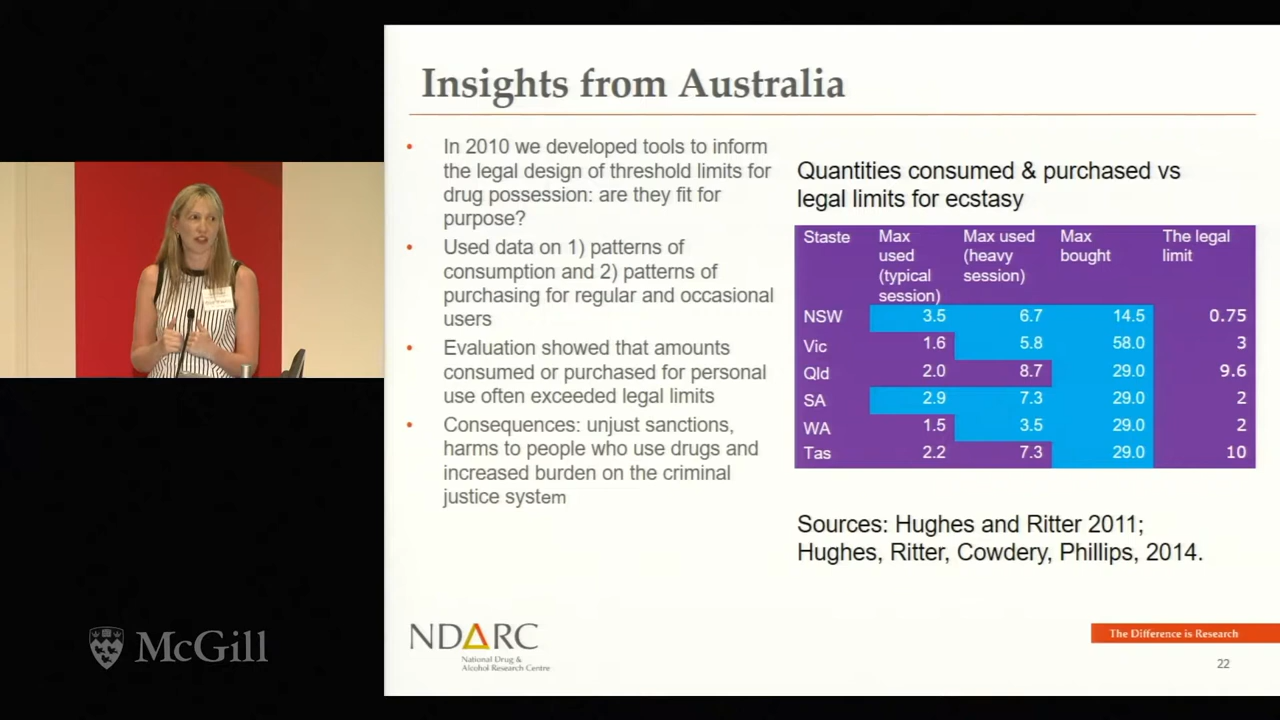 Insights from Australia
• In 2010 we developed tools to inform
the legal design of threshold limits for
drug possession: are they fit for
purpose?
• Used data on 1) patterns of
consumption and 2) patterns of
purchasing for regular and occasional
users
• Evaluation showed that amounts
consumed or purchased for personal
use often exceeded legal limits
• Consequences: unjust sanctions,
harms to people who use drugs and
increased burden on the criminal
justice system
Quantities consumed & purchased vs
legal limits for ecstasy
Staste Max used (typical session) Max used (heavy session) Max bought The legal limit
NSW 3.5 6.7 14.5 0.75
Vic 1.6 5.8 58.0 3
Qld 2.0 8.7 29.0 9.6
SA 2.9 7.3 29.0 2
WA 1.5 3.5 29.0 2
Tas 2.2 7.3 29.0 10
Sources: Hughes and Ritter 2011;
Hughes, Ritter, Cowdery, Phillips, 2014.
McGill
NDARC
National Drug &
Alcohol Research Centre
The Difference is Research
22